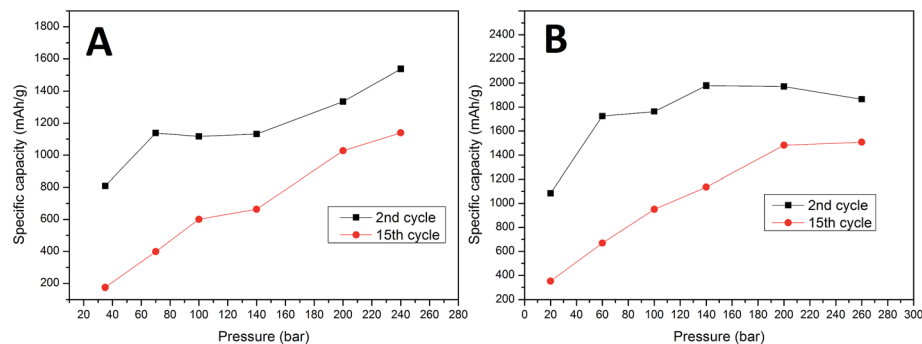 A
1800
1600
1400
1200
1000
800
600
400
200
Specific capacity (mAh/g)
2nd cycle
15th cycle
20 40 60 80 100 120 140 160 180 200 220 240 260 280
Pressure (bar)
B
2600
2400
2200
2000
1800
1600
1400
1200
1000
800
600
400
200
Specific capacity (mAh/g)
2nd cycle
15th cycle
0 20 40 60 80 100 120 140 160 180 200 220 240 260 280 300
Pressure (bar)